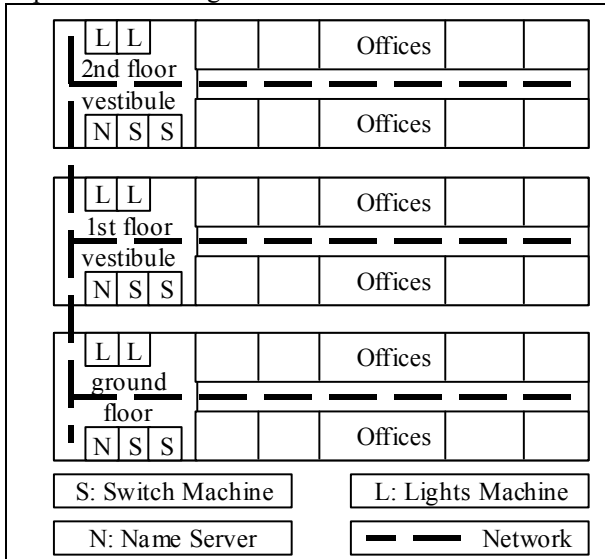 L L Offices
2nd floor
vestibule
N S S Offices
L L Offices
1st floor
vestibule
N S S Offices
L L Offices
ground
floor
N S S Offices
S: Switch Machine L: Lights Machine
N: Name Server Network